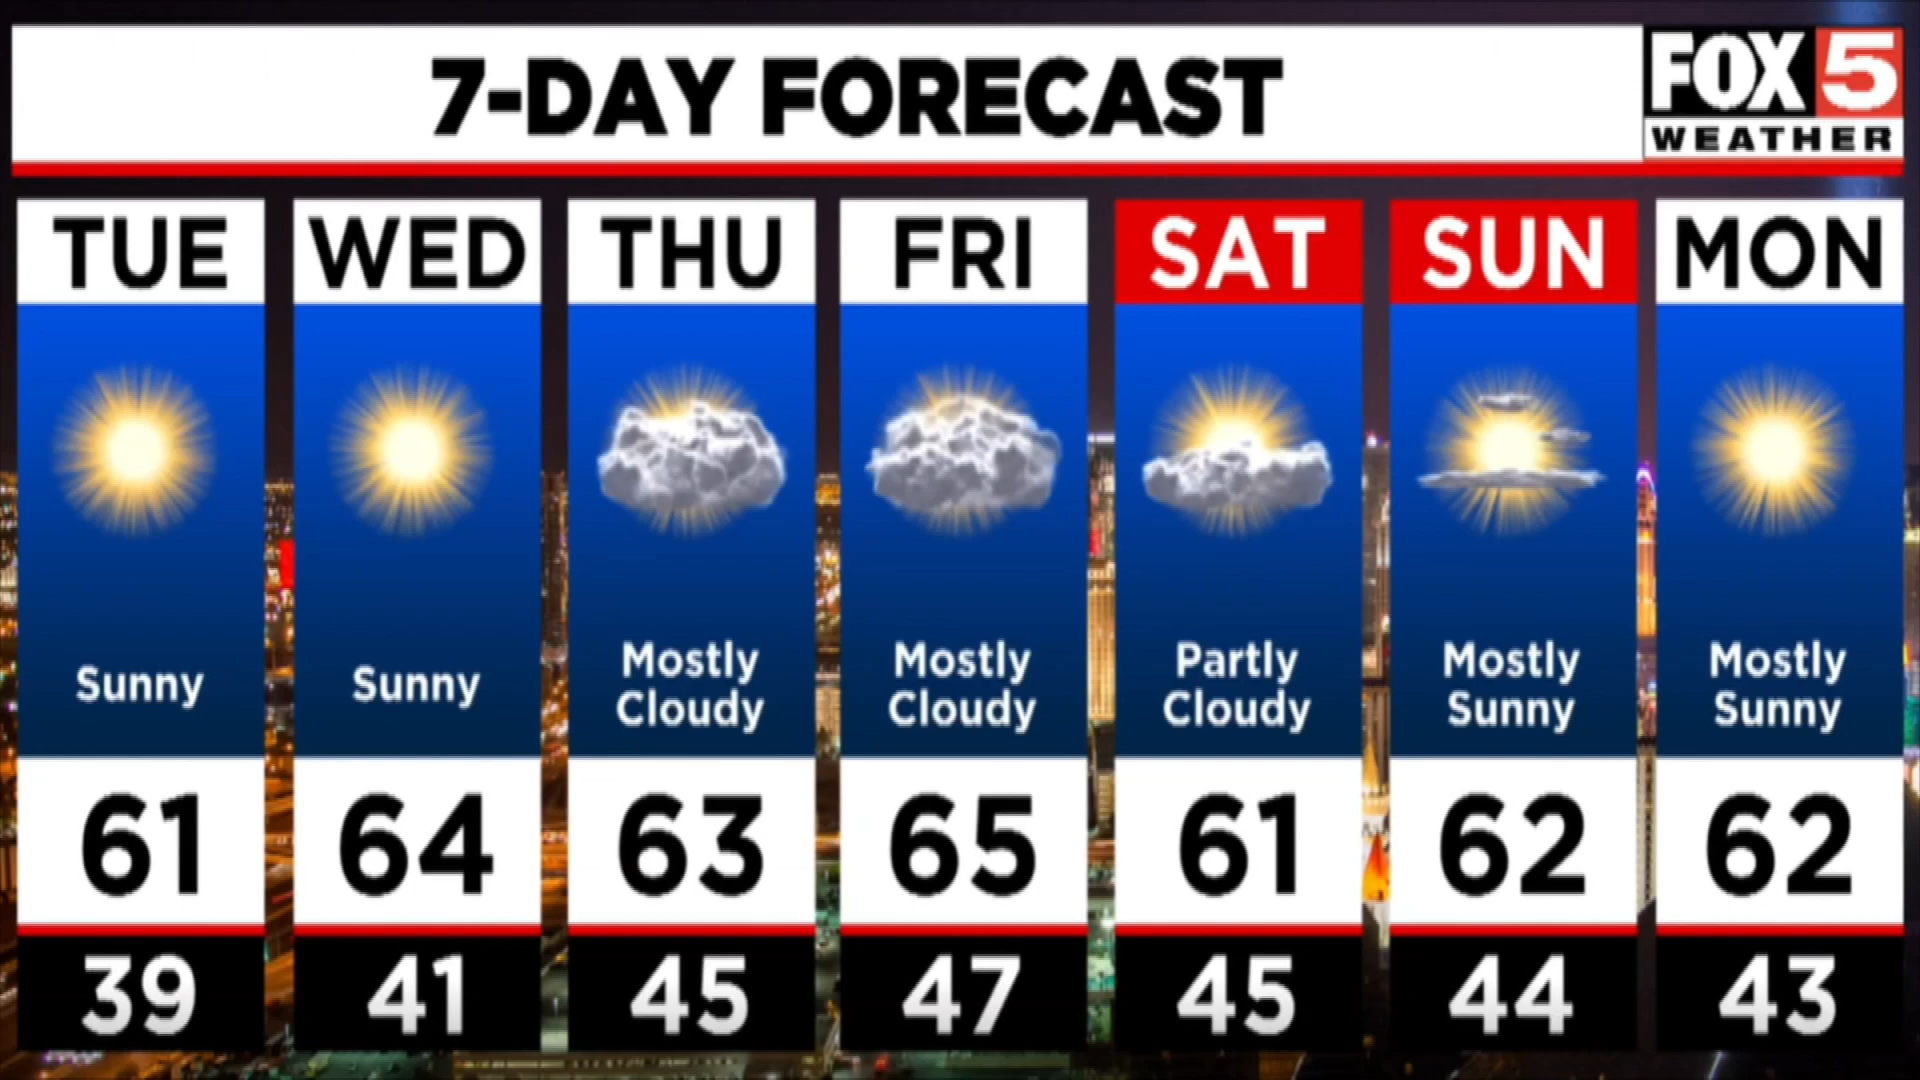 7-DAY FORECAST
FOX 5
WEATHER
TUE WED THU FRI SAT SUN MON
Sunny
Sunny
Mostly
Cloudy
Mostly
Cloudy
Partly
Cloudy
Mostly
Sunny
Mostly
Sunny
61 64 63 65 61 62 62
39 41 45 47 45 44 43